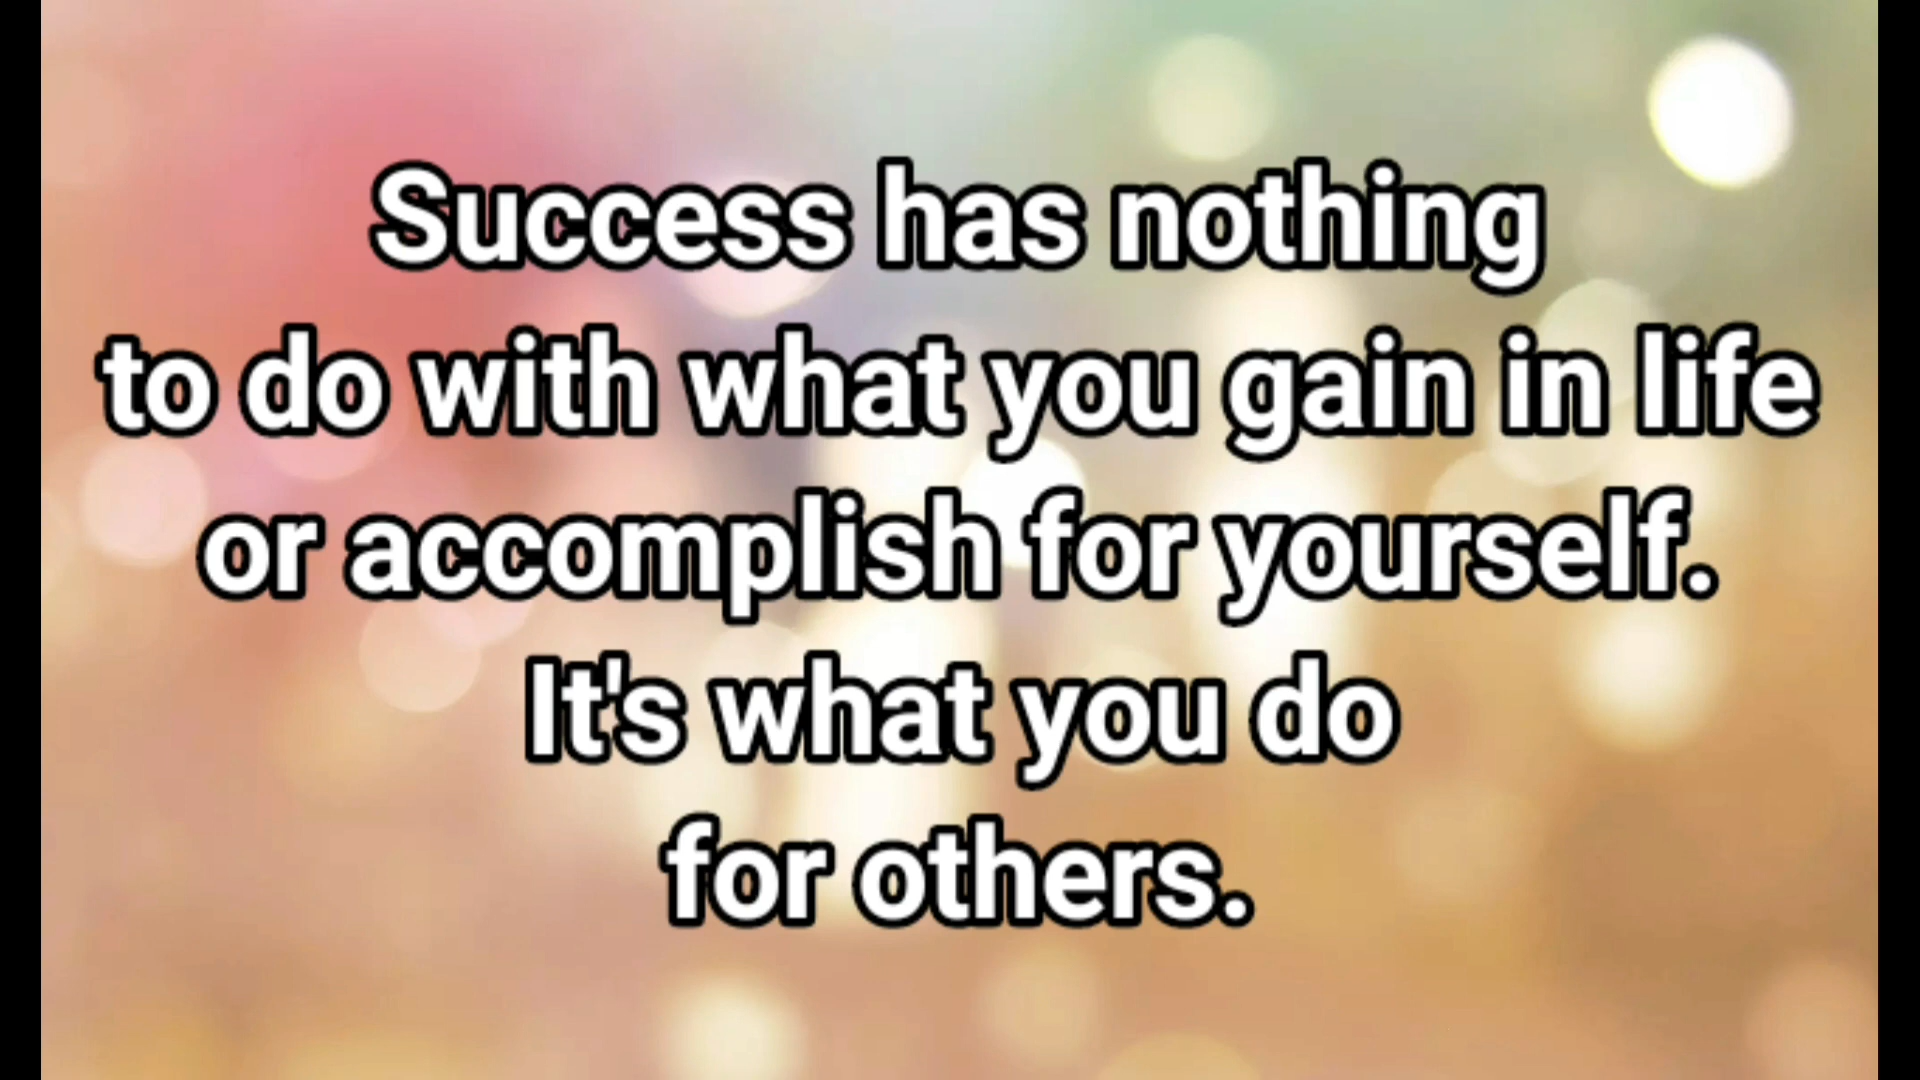 Success has nothing
to do with what you gain in life
or accomplish for yourself.
It's what you do
for others.